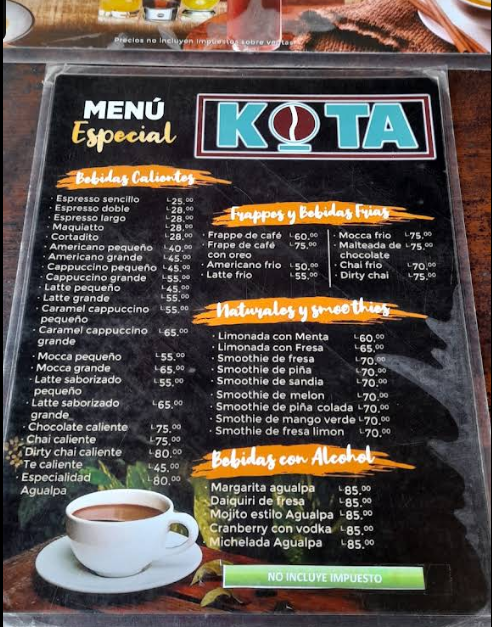 Precios no incluyen impuestos sobre ventas
MENÚ
Especial
KOTA
Bebidas Calientes
· Espresso sencillo L25.00
· Espresso doble L28.00
· Espresso largo L28.00
· Maquiatto L28.00
· Cortadito L28.00
· Americano pequeño L40.00
· Americano grande L45.00
· Cappuccino pequeño L45.00
· Cappuccino grande L55.00
· Latte pequeño L45.00
· Latte grande L55.00
· Caramel cappuccino L55.00
pequeño
· Caramel cappuccino L65.00
grande
· Mocca pequeño L55.00
· Mocca grande L65.00
· Latte saborizado L55.00
pequeño
· Latte saborizado L65.00
grande
· Chocolate caliente L75.00
· Chai caliente L75.00
· Dirty chai caliente L80.00
· Te caliente L45.00
· Especialidad L80.00
Agualpa
Frappes y Bebidas Frias
· Frappe de café L60.00
· Frape de café L75.00
con oreo
· Americano frio L50.00
· Latte frio L55.00
· Mocca frio L75.00
· Malteada de L75.00
chocolate
· Chai frio L70.00
· Dirty chai L75.00
Naturales y smoothies
· Limonada con Menta L60.00
· Limonada con Fresa L65.00
· Smoothie de fresa L70.00
· Smoothie de piña L70.00
· Smoothie de sandia L70.00
· Smoothie de melon L70.00
· Smoothie de piña colada L70.00
· Smothie de mango verde L70.00
· Smothie de fresa limon L70.00
Bebidas con Alcohol
Margarita agualpa L85.00
Daiquiri de fresa L85.00
Mojito estilo Agualpa L85.00
Cranberry con vodka L85.00
Michelada Agualpa L85.00
NO INCLUYE IMPUESTO